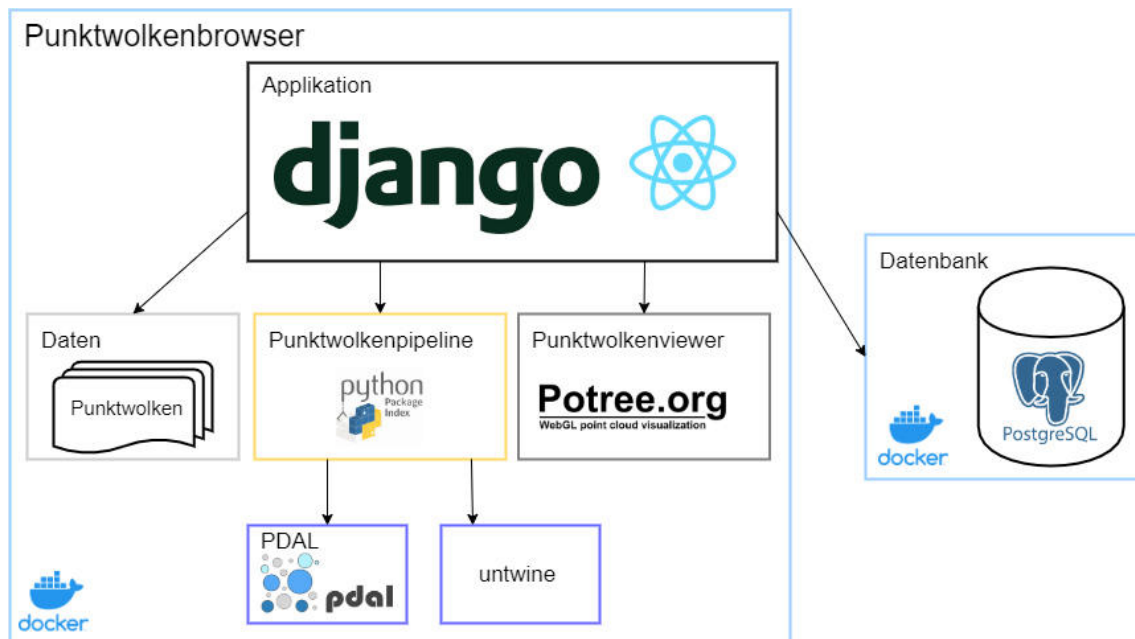 Punktwolkenbrowser
Applikation
django
Datenbank
PostgreSQL
docker
Daten
Punktwolken
Punktwolkenpipeline
python
Package
Index
Punktwolkenviewer
Potree.org
WebGL point cloud visualization
PDAL
pdal
untwine
docker